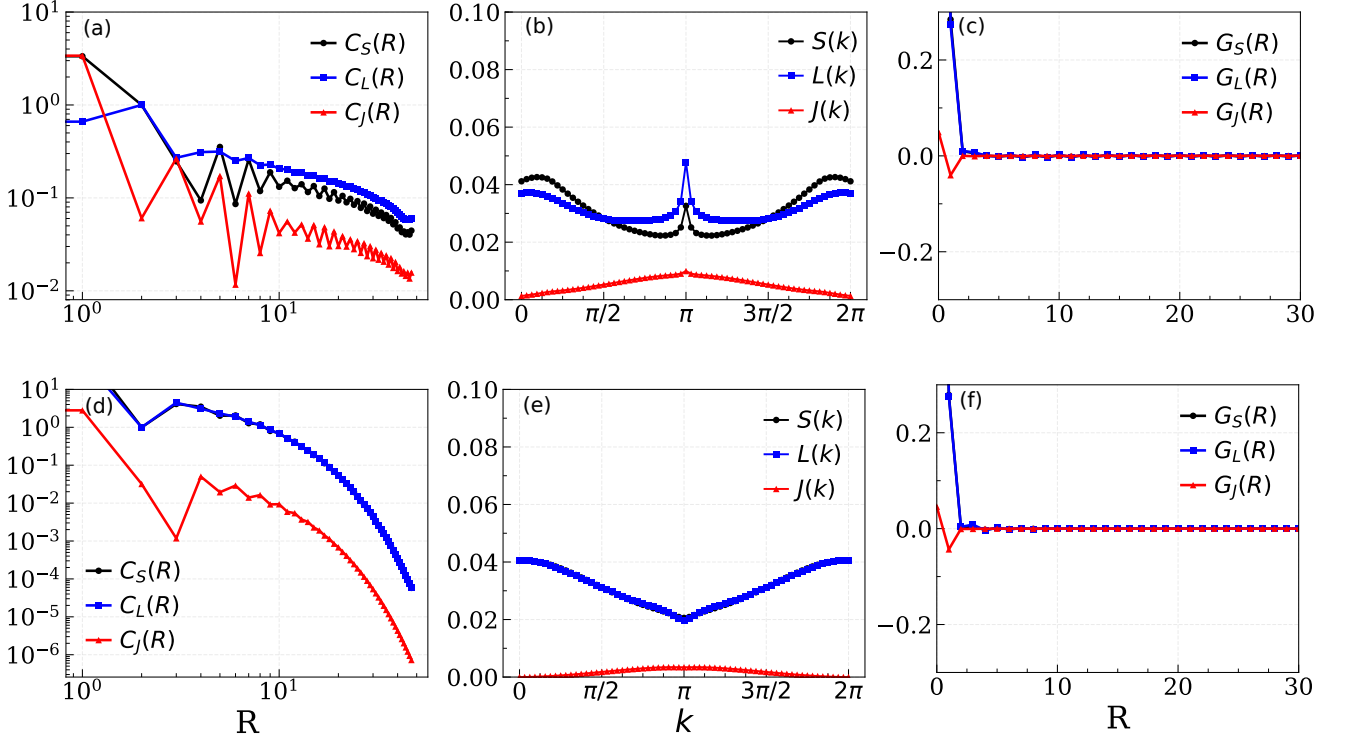 (a)
C_S(R)
C_L(R)
C_J(R)
10^1
10^0
10^{-1}
10^{-2}
10^0
10^1
(b)
S(k)
L(k)
J(k)
0.10
0.08
0.06
0.04
0.02
0.00
0
π/2
π
3π/2
2π
(c)
G_S(R)
G_L(R)
G_J(R)
0.2
0.0
−0.2
0
10
20
30
(d)
C_S(R)
C_L(R)
C_J(R)
10^1
10^0
10^{-1}
10^{-2}
10^{-3}
10^{-4}
10^{-5}
10^{-6}
10^0
10^1
R
(e)
S(k)
L(k)
J(k)
0.10
0.08
0.06
0.04
0.02
0.00
0
π/2
π
3π/2
2π
k
(f)
G_S(R)
G_L(R)
G_J(R)
0.2
0.0
−0.2
0
10
20
30
R